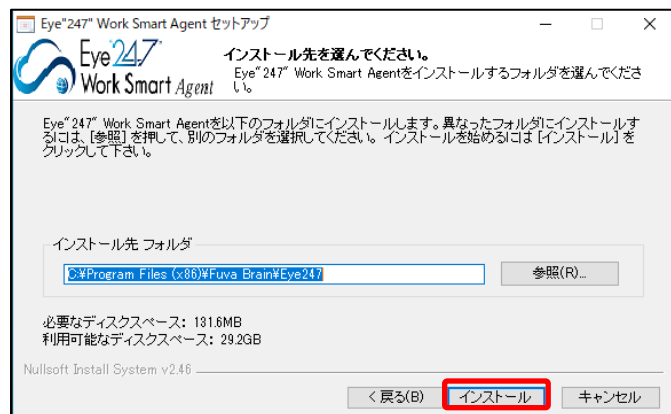 Eye"247" Work Smart Agent セットアップ
Eye"247"
Work Smart Agent
インストール先を選んでください。
Eye"247" Work Smart Agentをインストールするフォルダを選んでくださ
い。
Eye"247" Work Smart Agentを以下のフォルダにインストールします。異なったフォルダにインストールす
るには、[参照] を押して、別のフォルダを選択してください。インストールを始めるには [インストール] を
クリックして下さい。
インストール先 フォルダ
C:¥Program Files (x86)¥Fuva Brain¥Eye247
参照(R)...
必要なディスクスペース: 131.6MB
利用可能なディスクスペース: 29.2GB
Nullsoft Install System v2.46
< 戻る(B)
インストール
キャンセル